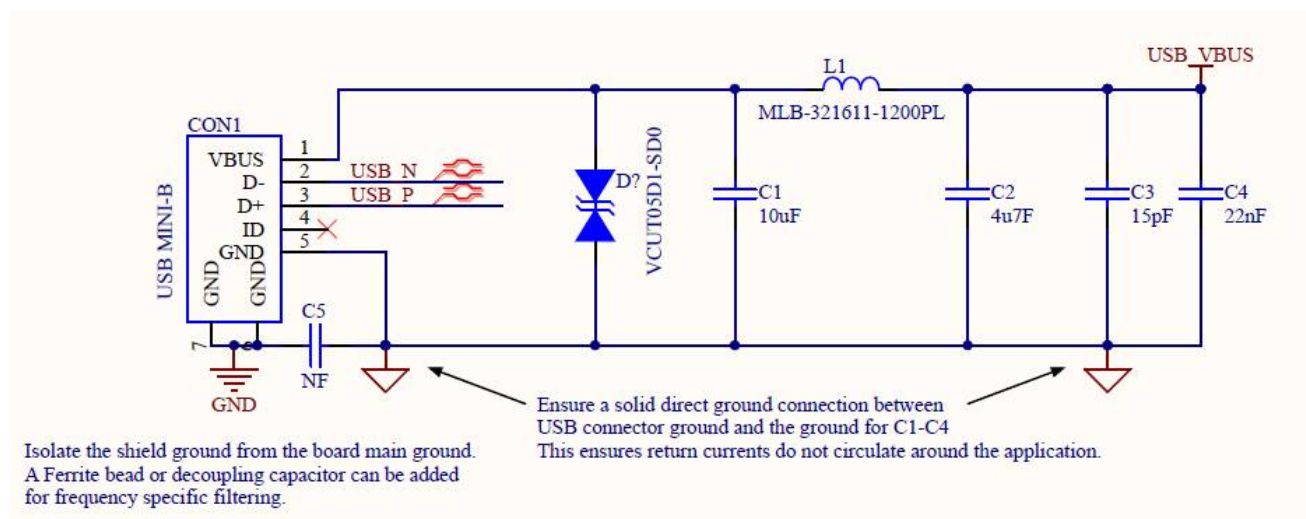 USB_VBUS
L1
MLB-321611-1200PL
CON1
VBUS 1
D- 2 USB_N
D+ 3 USB_P
ID 4
GND 5
GND GND
USB MINI-B
7
C5
NF
GND
D?
VCUT05D1-SD0
C1
10uF
C2
4u7F
C3
15pF
C4
22nF
Ensure a solid direct ground connection between
USB connector ground and the ground for C1-C4
This ensures return currents do not circulate around the application.
Isolate the shield ground from the board main ground.
A Ferrite bead or decoupling capacitor can be added
for frequency specific filtering.